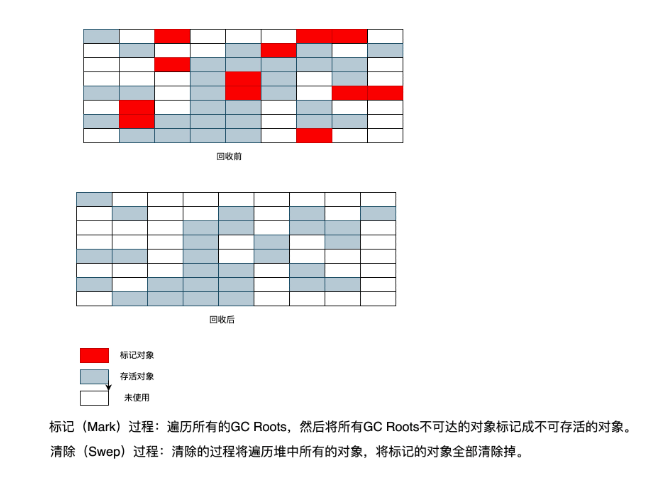 回收前
回收后
标记对象
存活对象
未使用
标记（Mark）过程：遍历所有的GC Roots，然后将所有GC Roots不可达的对象标记成不可存活的对象。
清除（Swep）过程：清除的过程将遍历堆中所有的对象，将标记的对象全部清除掉。